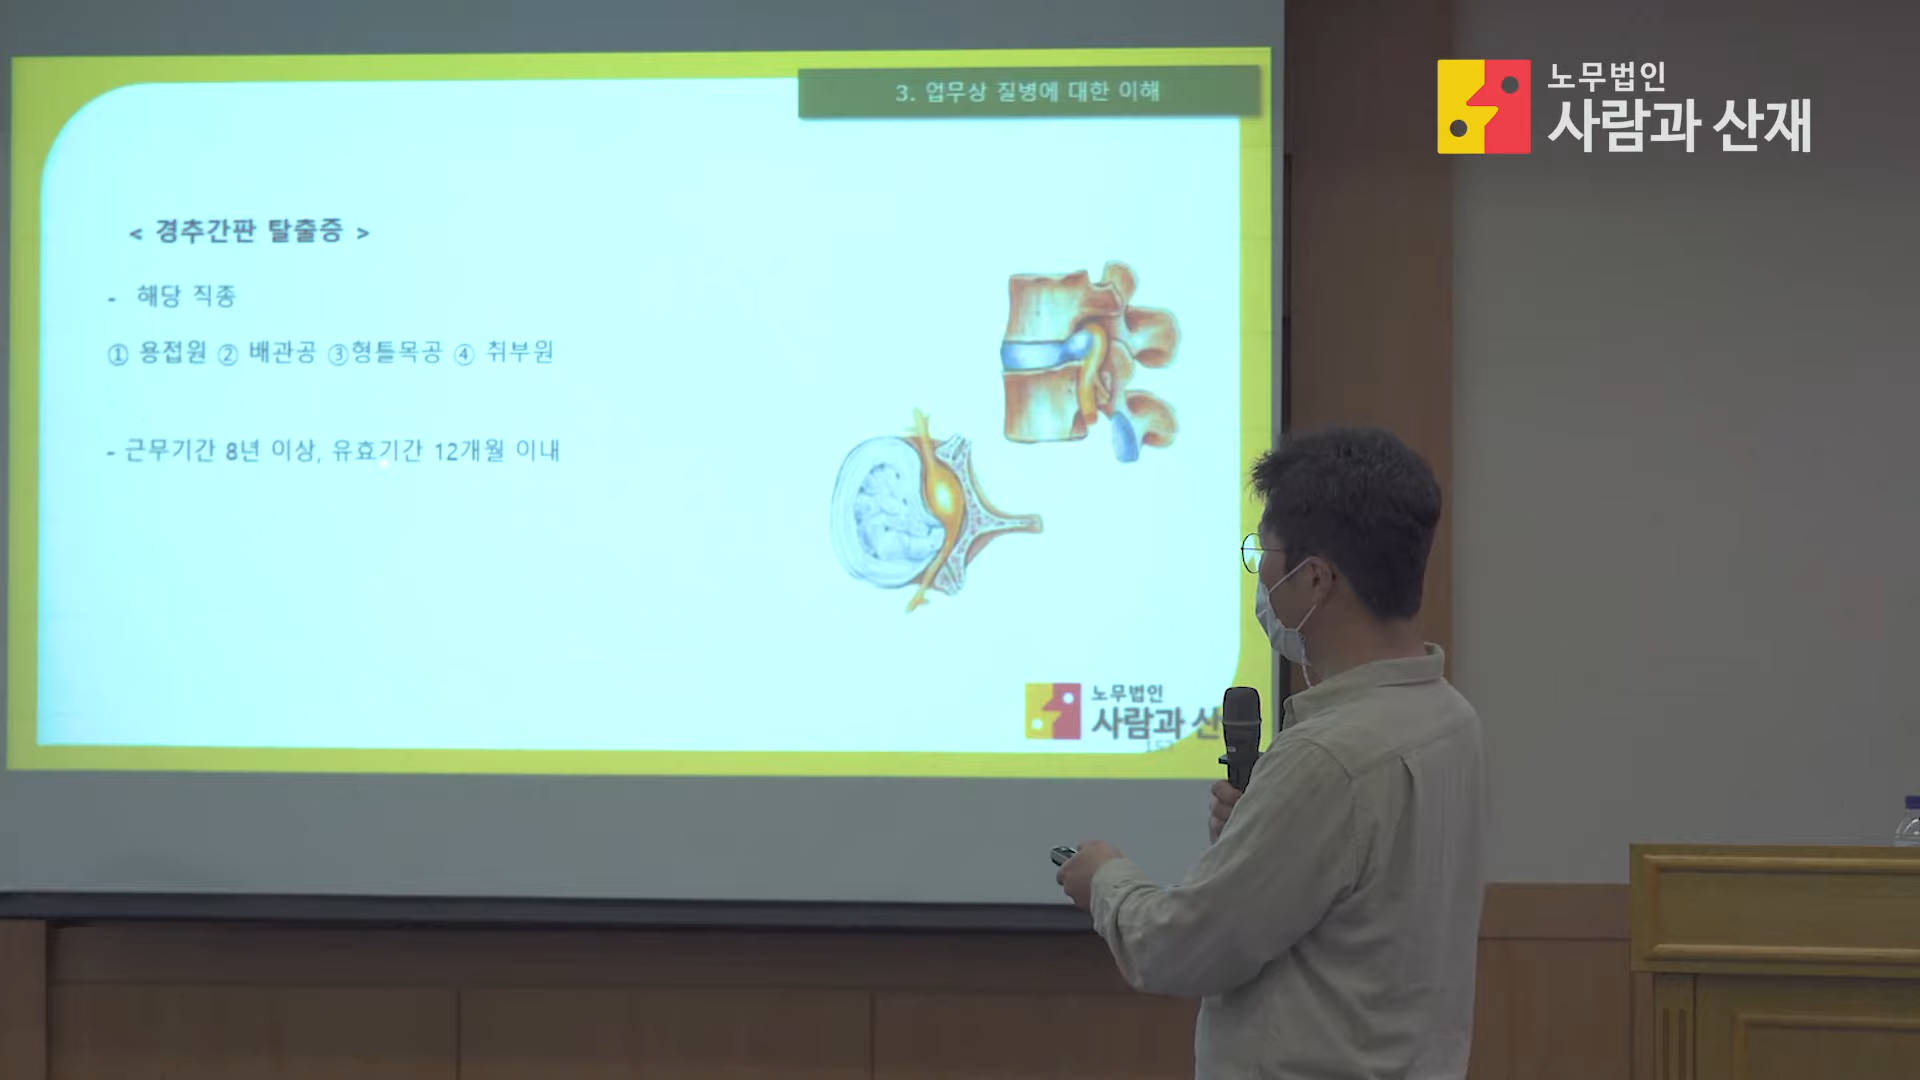 3. 업무상 질병에 대한 이해
노무법인
사람과 산재
< 경추간판 탈출증 >
- 해당 직종
① 용접원 ② 배관공 ③형틀목공 ④ 취부원
- 근무기간 8년 이상, 유효기간 12개월 이내
노무법인
사람과 산